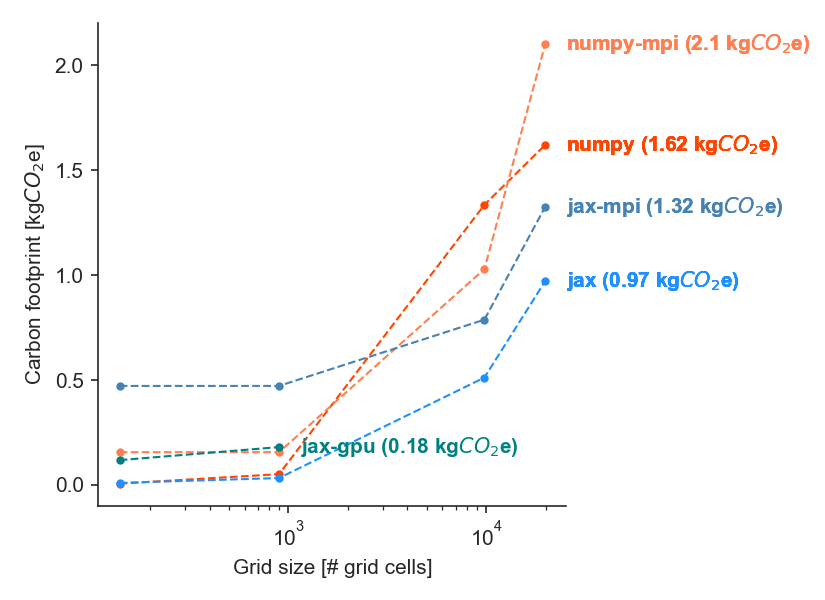 numpy-mpi (2.1 kgCO₂e)
2.0
numpy (1.62 kgCO₂e)
1.5
jax-mpi (1.32 kgCO₂e)
Carbon footprint [kgCO₂e]
1.0
jax (0.97 kgCO₂e)
0.5
jax-gpu (0.18 kgCO₂e)
0.0
10³ 10⁴
Grid size [# grid cells]